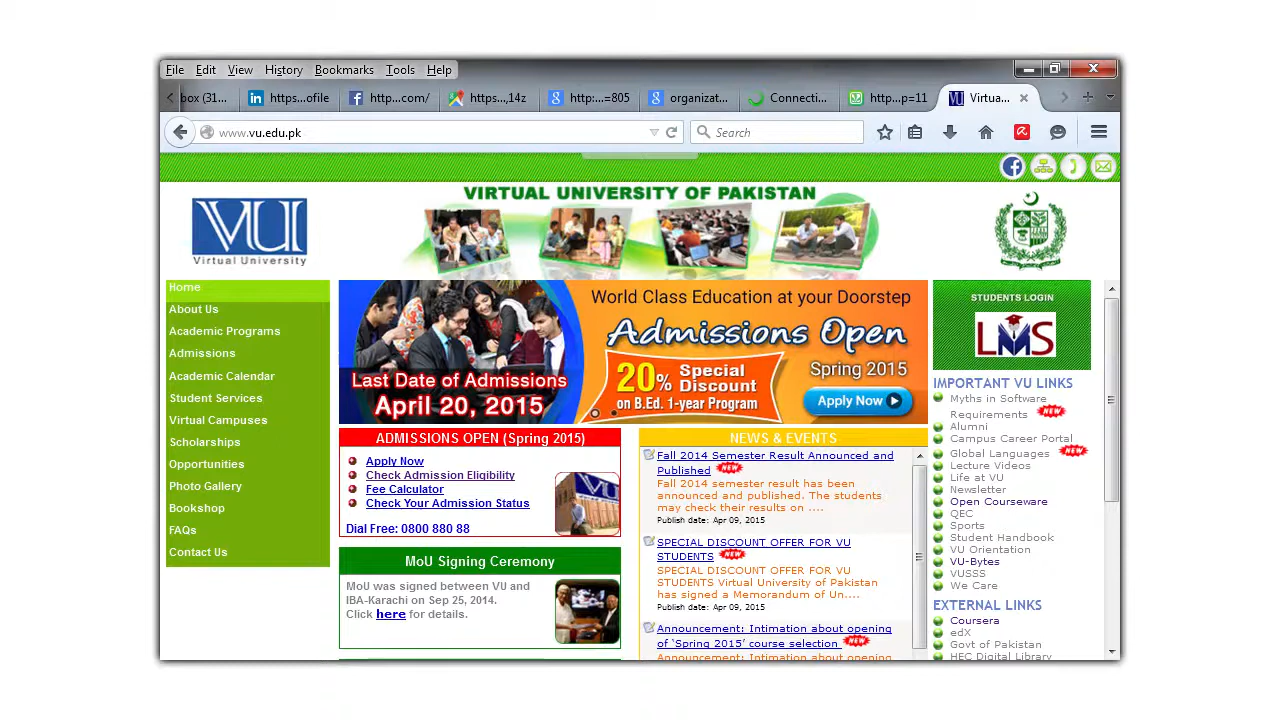 File Edit View History Bookmarks Tools Help
box (31... https...ofile http...com/ https...,14z http:...=805 organizat... Connecti... http...p=11 Virtua...
www.vu.edu.pk
Search
VIRTUAL UNIVERSITY OF PAKISTAN
VU
Virtual University
Home
About Us
Academic Programs
Admissions
Academic Calendar
Student Services
Virtual Campuses
Scholarships
Opportunities
Photo Gallery
Bookshop
FAQs
Contact Us
World Class Education at your Doorstep
Admissions Open
Spring 2015
Last Date of Admissions
April 20, 2015
20% Special
Discount
on B.Ed. 1-year Program
Apply Now
ADMISSIONS OPEN (Spring 2015)
Apply Now
Check Admission Eligibility
Fee Calculator
Check Your Admission Status
Dial Free: 0800 880 88
VU
MoU Signing Ceremony
MoU was signed between VU and
IBA-Karachi on Sep 25, 2014.
Click here for details.
NEWS & EVENTS
Fall 2014 Semester Result Announced and
Published NEW
Fall 2014 semester result has been
announced and published. The students
may check their results on ....
Publish date: Apr 09, 2015
SPECIAL DISCOUNT OFFER FOR VU
STUDENTS NEW
SPECIAL DISCOUNT OFFER FOR VU
STUDENTS Virtual University of Pakistan
has signed a Memorandum of Un....
Publish date: Apr 09, 2015
Announcement: Intimation about opening
of ‘Spring 2015’ course selection NEW
Announcement: Intimation about opening
STUDENTS LOGIN
LMS
IMPORTANT VU LINKS
Myths in Software
Requirements NEW
Alumni
Campus Career Portal
Global Languages NEW
Lecture Videos
Life at VU
Newsletter
Open Courseware
QEC
Sports
Student Handbook
VU Orientation
VU-Bytes
VUSSS
We Care
EXTERNAL LINKS
Coursera
edX
Govt of Pakistan
HEC Digital Library